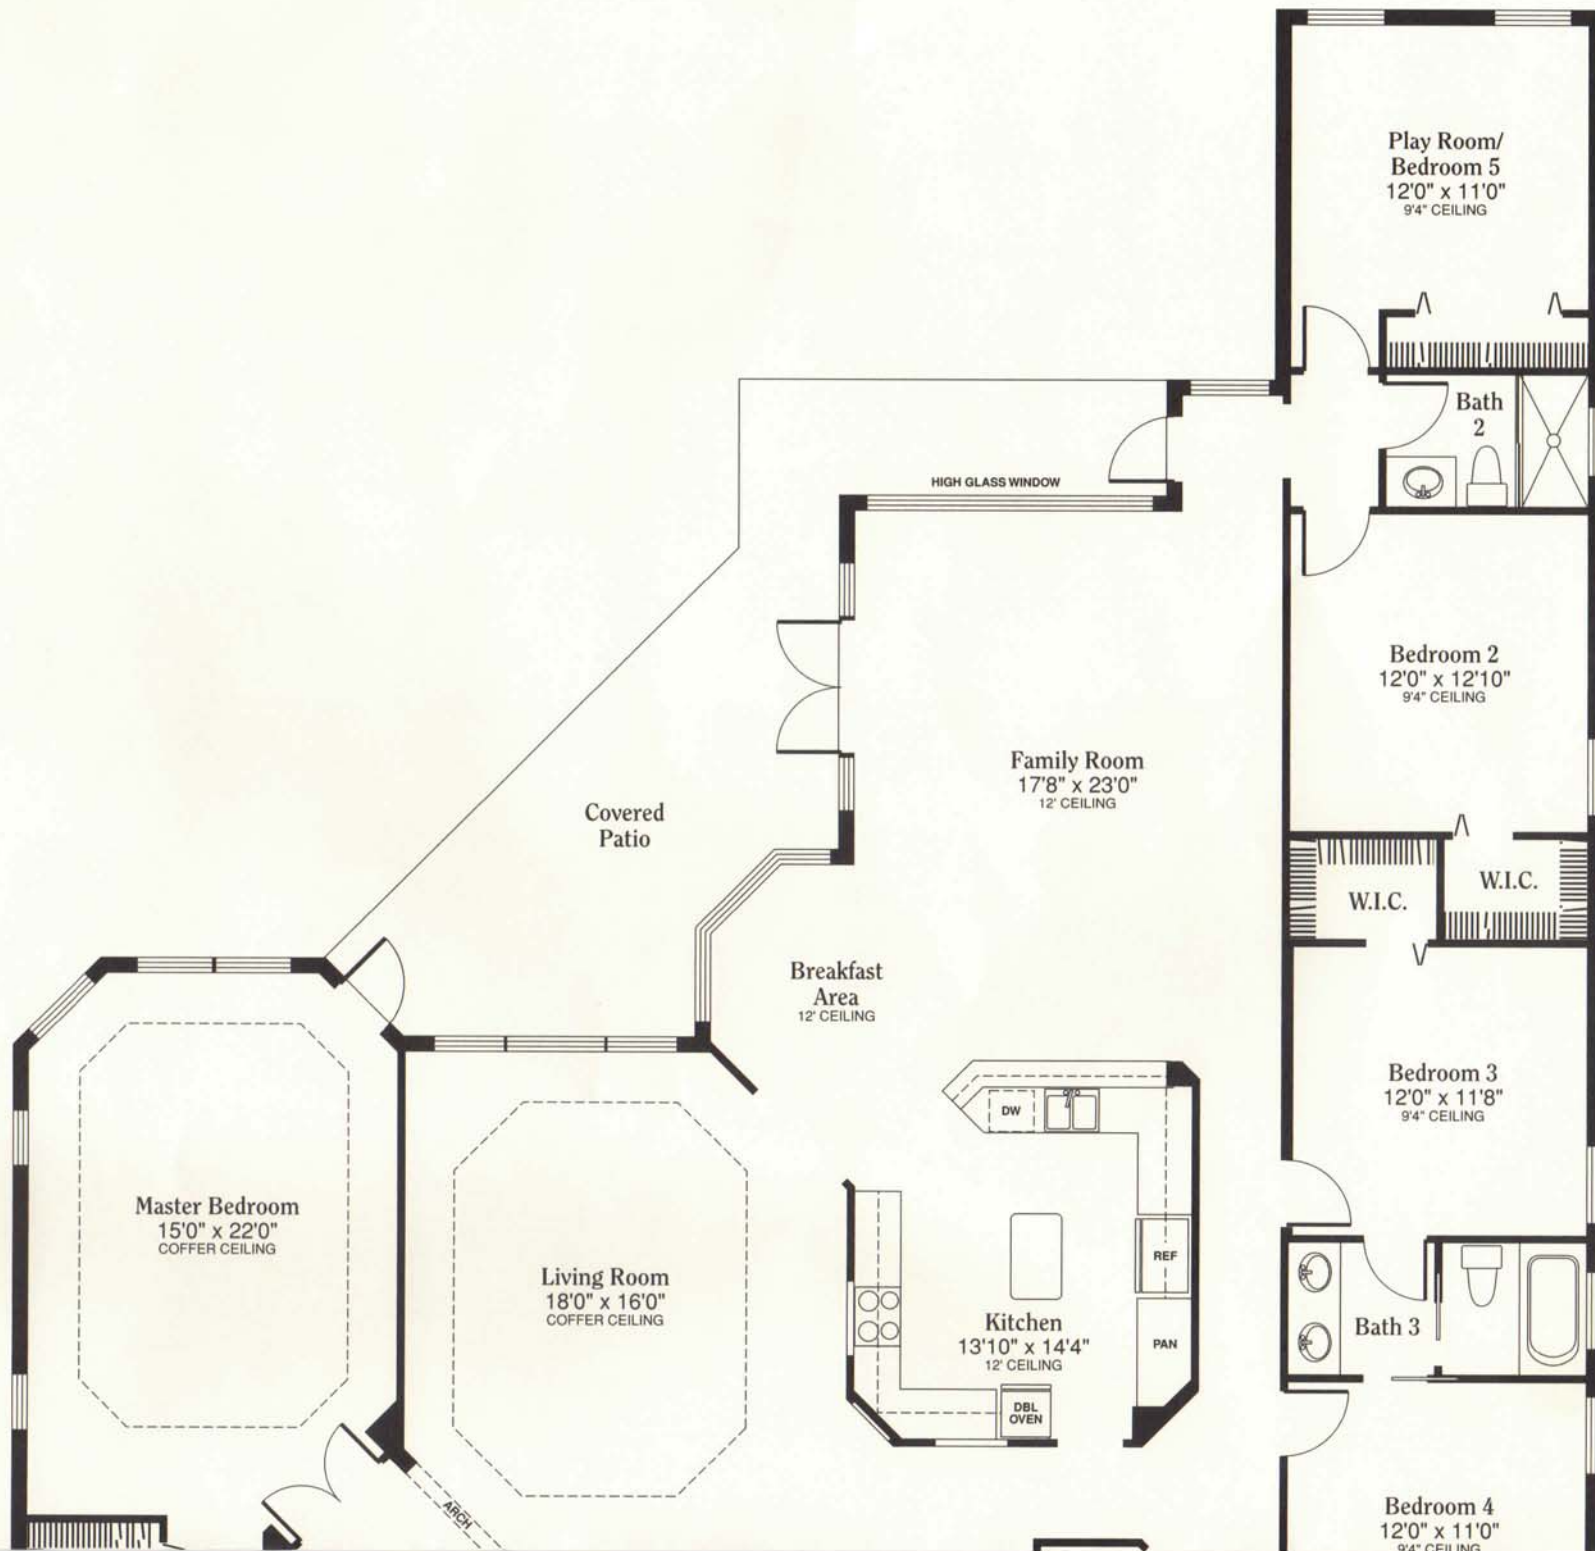 Play Room/
Bedroom 5
12'0" x 11'0"
9'4" CEILING
Bath
2
HIGH GLASS WINDOW
Bedroom 2
12'0" x 12'10"
9'4" CEILING
Family Room
17'8" x 23'0"
12' CEILING
Covered
Patio
W.I.C.
W.I.C.
Breakfast
Area
12' CEILING
Bedroom 3
12'0" x 11'8"
9'4" CEILING
DW
Master Bedroom
15'0" x 22'0"
COFFER CEILING
Living Room
18'0" x 16'0"
COFFER CEILING
REF
Kitchen
13'10" x 14'4"
12' CEILING
PAN
Bath 3
DBL
OVEN
ARCH
Bedroom 4
12'0" x 11'0"
9'4" CEILING